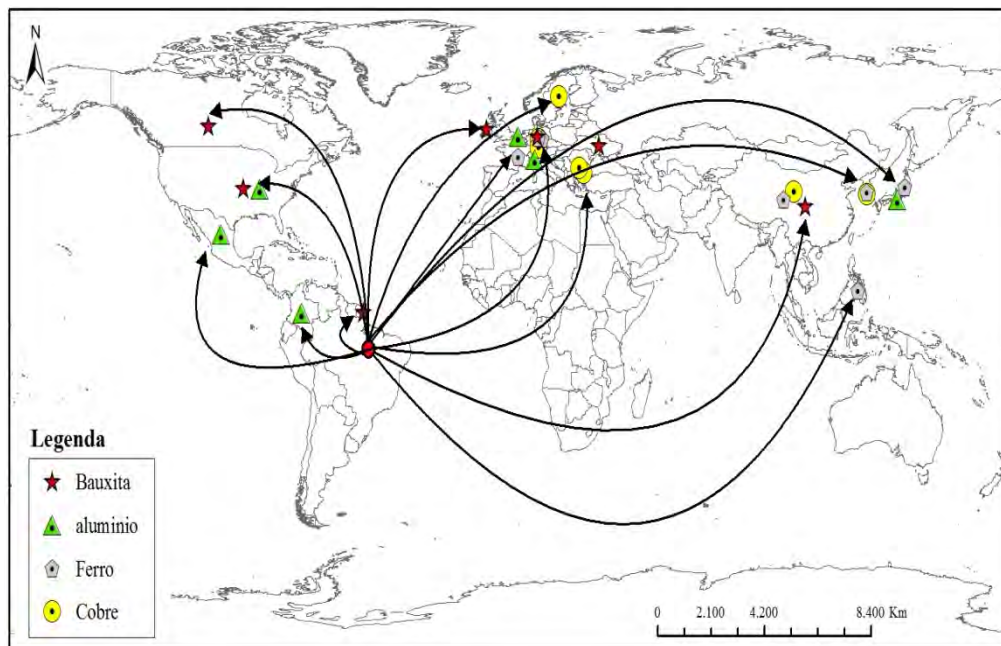 N
Legenda
Bauxita
aluminio
Ferro
Cobre
0 2.100 4.200 8.400 Km